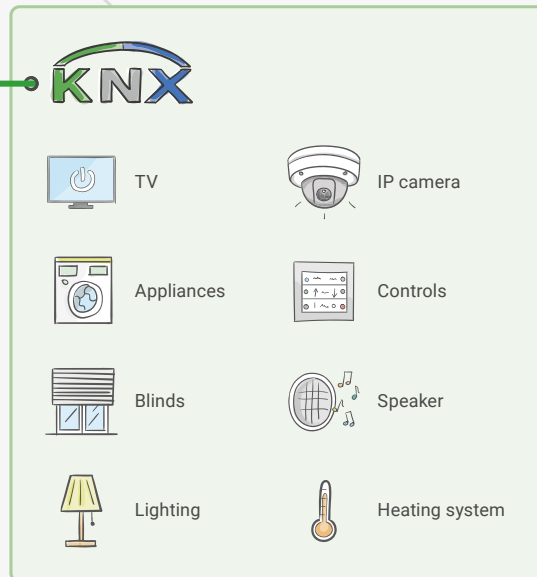 KNX
TV
IP camera
Appliances
Controls
Blinds
Speaker
Lighting
Heating system